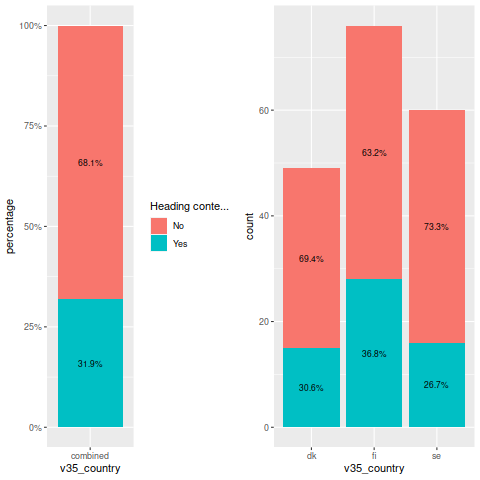 100%
75%
50%
25%
0%
percentage
68.1%
31.9%
combined
v35_country
Heading conte...
No
Yes
60
40
20
0
count
69.4%
30.6%
63.2%
36.8%
73.3%
26.7%
dk fi se
v35_country